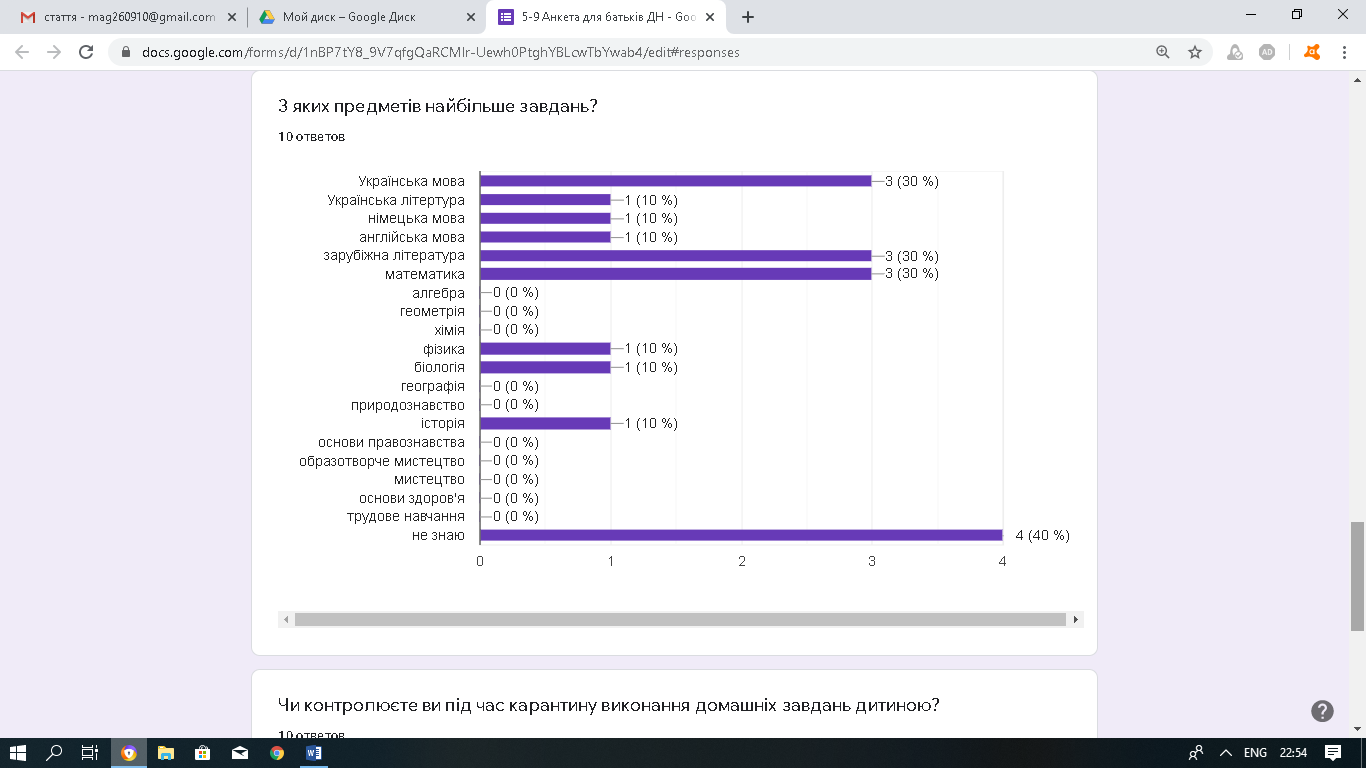 стаття - mag260910@gmail.com
Мой диск – Google Диск
5-9 Анкета для батьків ДН - Goo
docs.google.com/forms/d/1nBP7tY8_9V7qfgQaRCMIr-Uewh0PtghYBLcwTbYwab4/edit#responses
AD
З яких предметів найбільше завдань?
10 ответов
Українська мова 3 (30 %)
Українська літертура 1 (10 %)
німецька мова 1 (10 %)
англійська мова 1 (10 %)
зарубіжна література 3 (30 %)
математика 3 (30 %)
алгебра 0 (0 %)
геометрія 0 (0 %)
хімія 0 (0 %)
фізика 1 (10 %)
біологія 1 (10 %)
географія 0 (0 %)
природознавство 0 (0 %)
історія 1 (10 %)
основи правознавства 0 (0 %)
образотворче мистецтво 0 (0 %)
мистецтво 0 (0 %)
основи здоров'я 0 (0 %)
трудове навчання 0 (0 %)
не знаю 4 (40 %)
0 1 2 3 4
Чи контролюєте ви під час карантину виконання домашніх завдань дитиною?
10 ответов
ENG 22:54